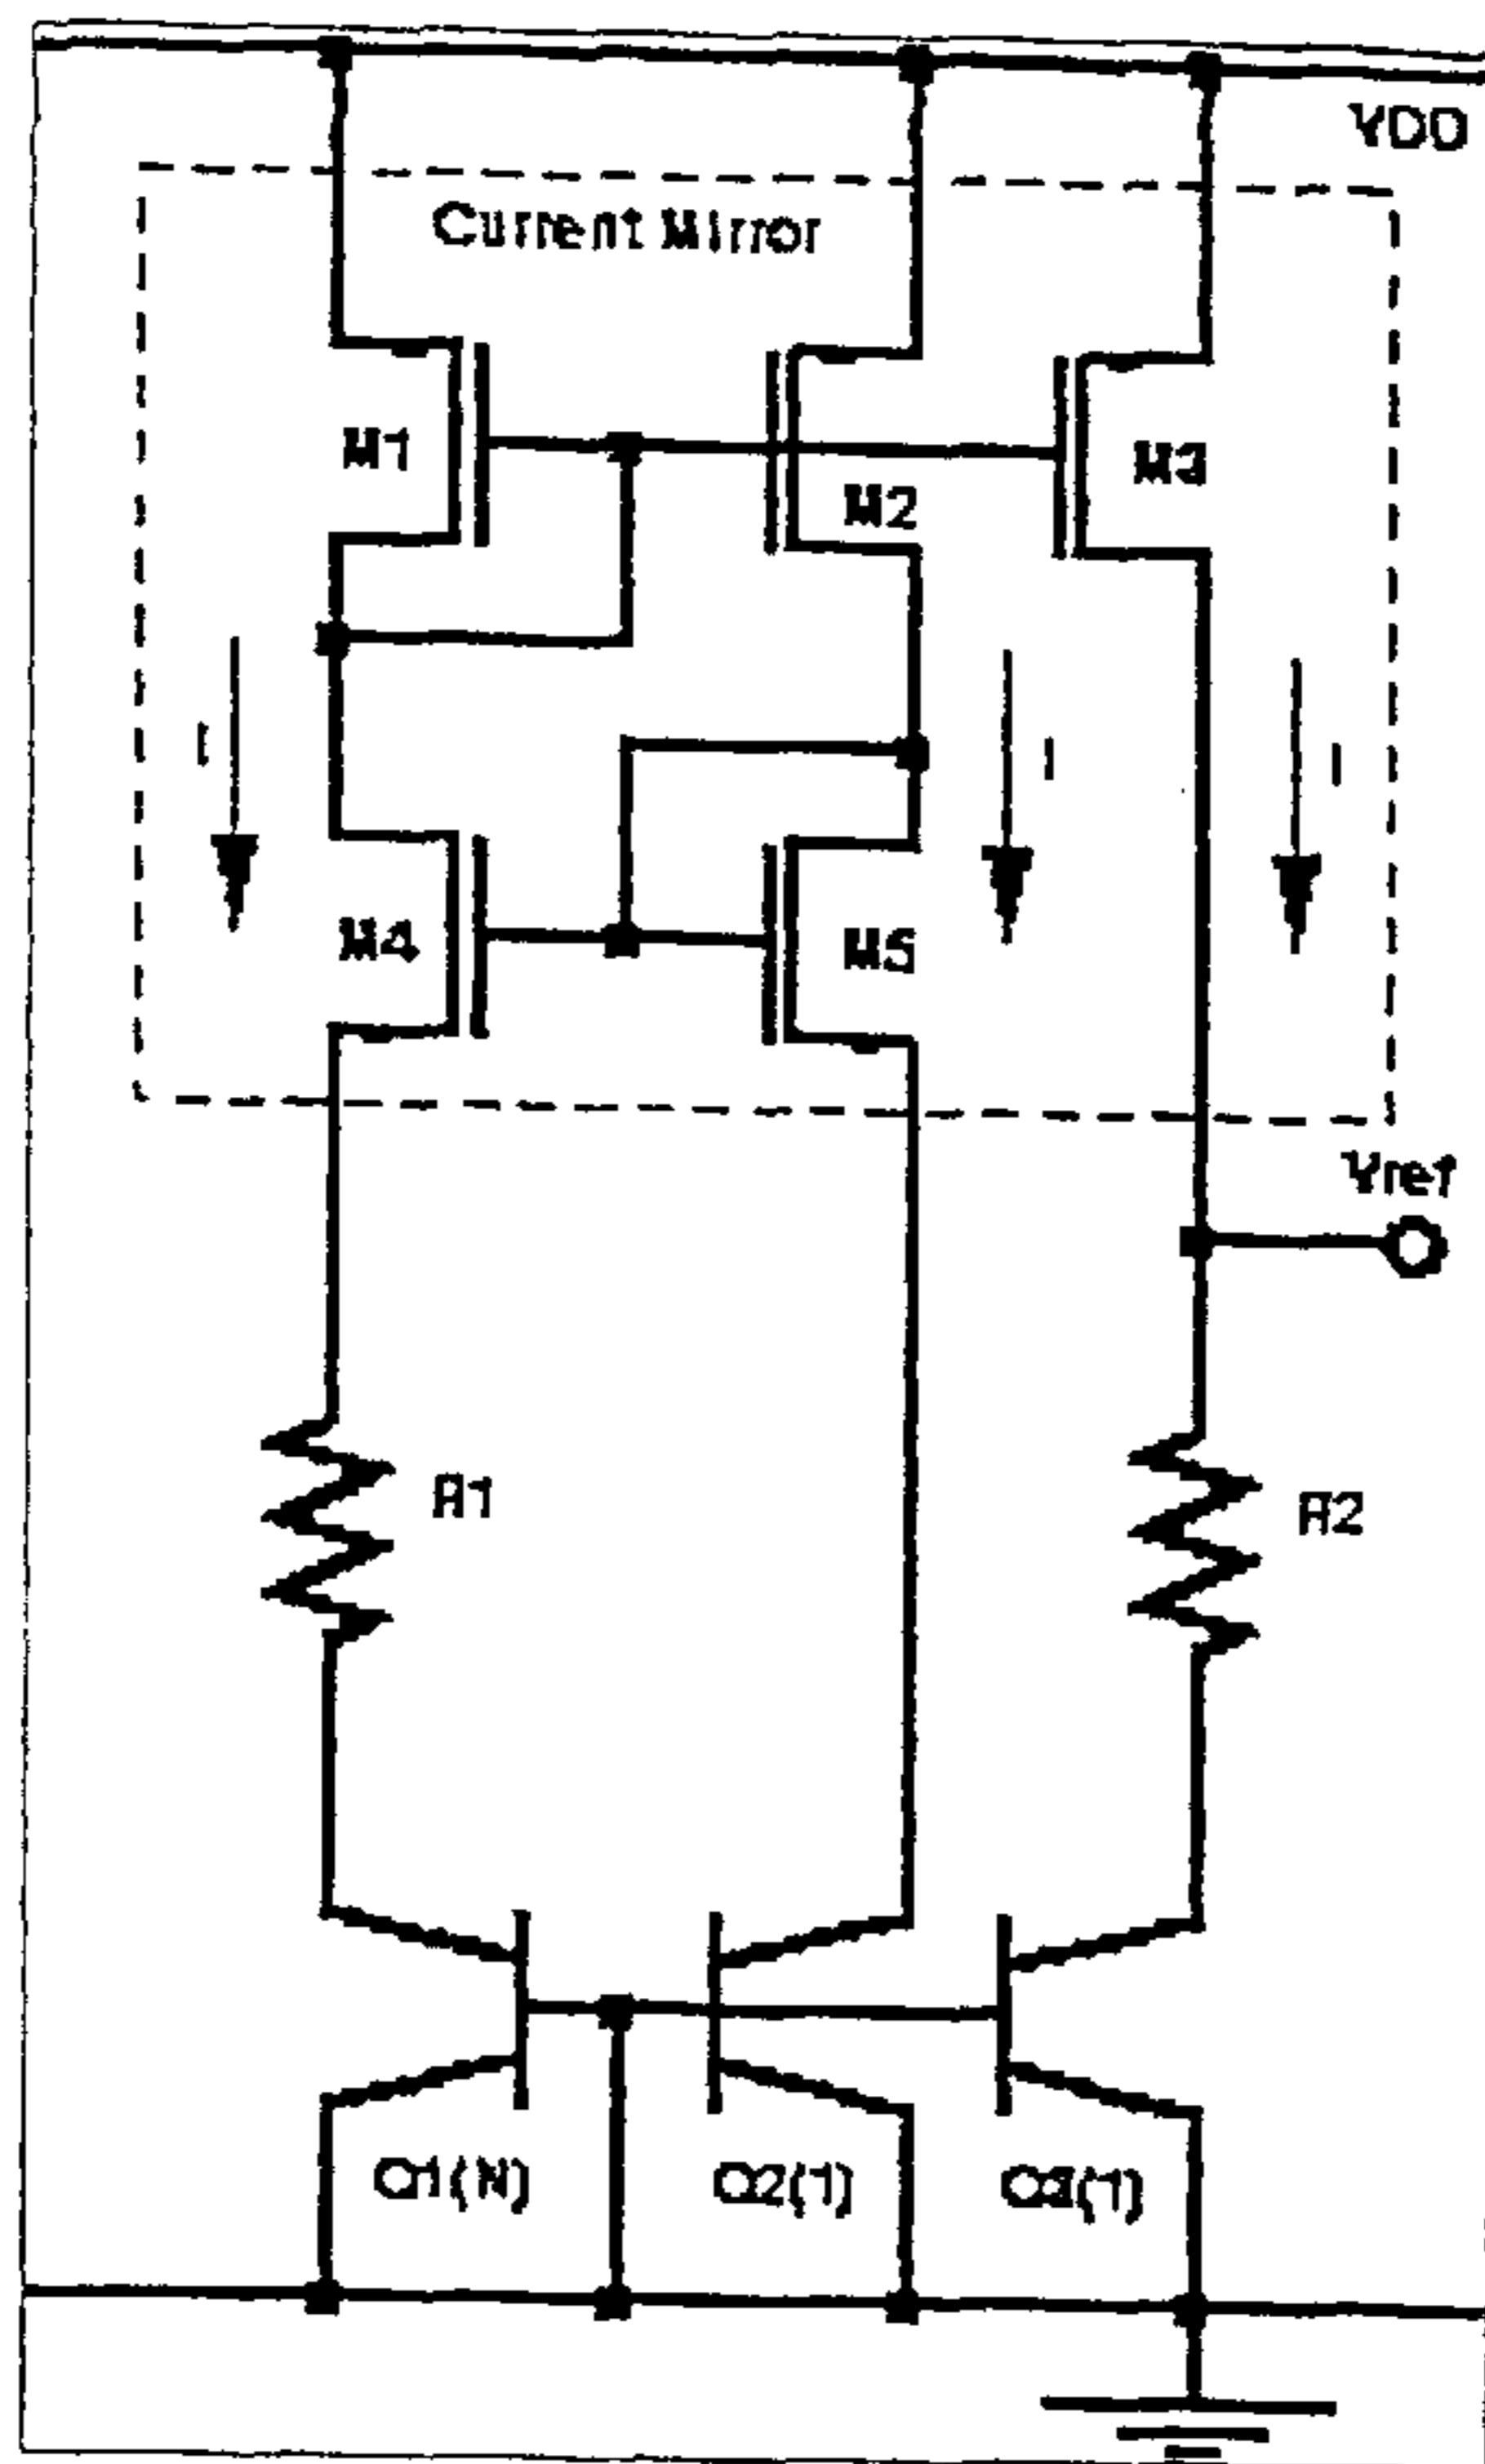 VDD
Current Mirror
M1
M2
M3
I
I
I
M4
M5
Vref
R1
R2
Q1(N)
Q2(1)
Q3(1)